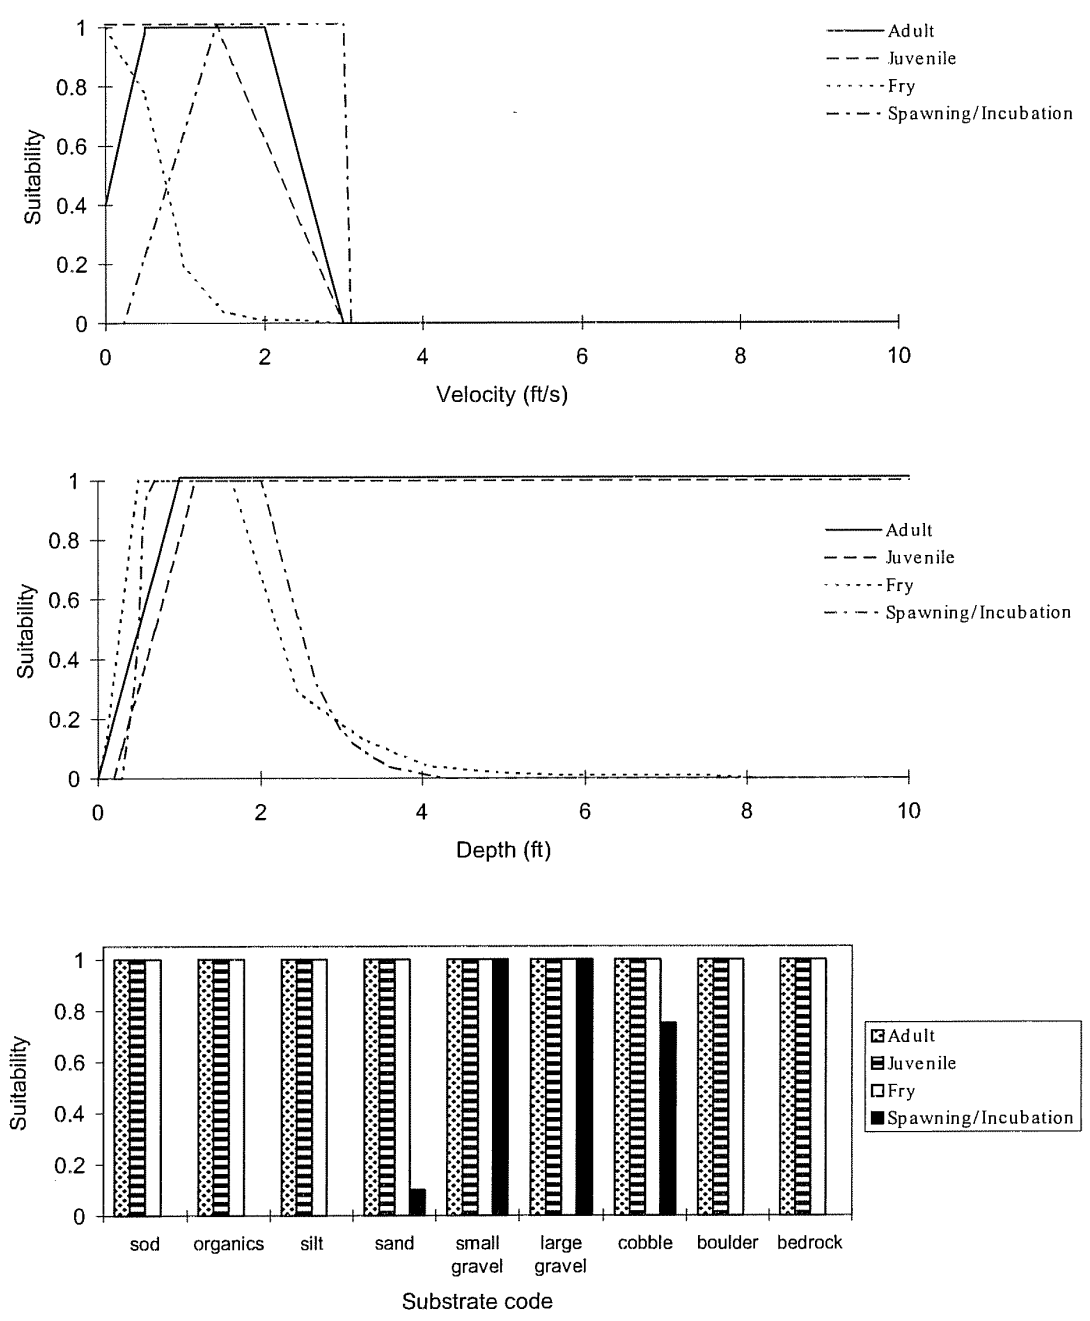 1
0.8
0.6
0.4
0.2
0
Suitability
0 2 4 6 8 10
Velocity (ft/s)
Adult
Juvenile
Fry
Spawning/Incubation
1
0.8
0.6
0.4
0.2
0
Suitability
0 2 4 6 8 10
Depth (ft)
Adult
Juvenile
Fry
Spawning/Incubation
1
0.8
0.6
0.4
0.2
0
Suitability
sod organics silt sand small large cobble boulder bedrock
gravel gravel
Substrate code
Adult
Juvenile
Fry
Spawning/Incubation